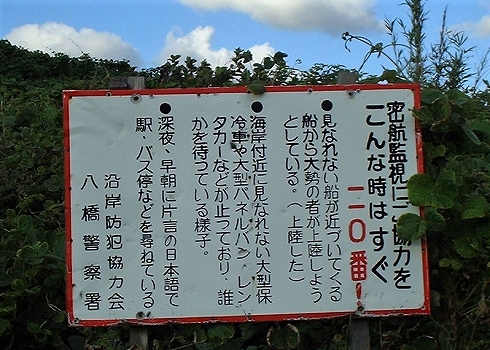 密航監視にご協力を
こんな時はすぐ
一一〇番!
●見なれない船が近づいてくる
船から大勢の者が上陸しよう
としている。(上陸した)
●海岸付近に見なれない大型保
冷車や大型パネルバン、レン
タカーなどが止っており、誰
かを待っている様子。
●深夜、早朝に片言の日本語で
駅・バス停などを尋ねている
沿岸防犯協力会
八橋警察署